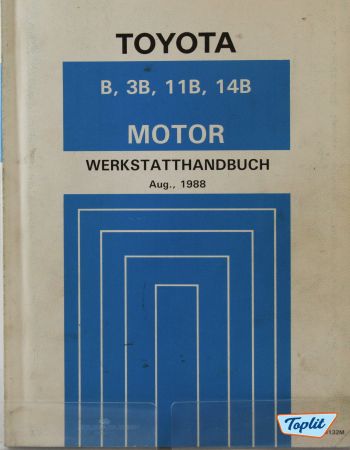 TOYOTA
B, 3B, 11B, 14B
MOTOR
WERKSTATTHANDBUCH
Aug., 1988
Toplit